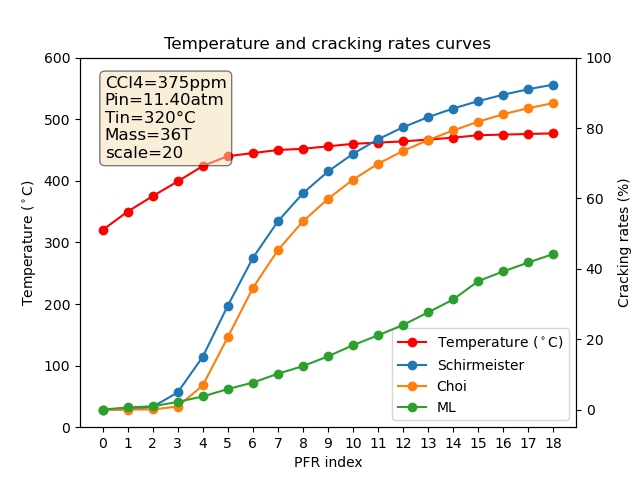 Temperature and cracking rates curves
CCl4=375ppm
Pin=11.40atm
Tin=320°C
Mass=36T
scale=20
600
500
400
300
200
100
0
Temperature (°C)
100
80
60
40
20
0
Cracking rates (%)
Temperature (°C)
Schirmeister
Choi
ML
0 1 2 3 4 5 6 7 8 9 10 11 12 13 14 15 16 17 18
PFR index